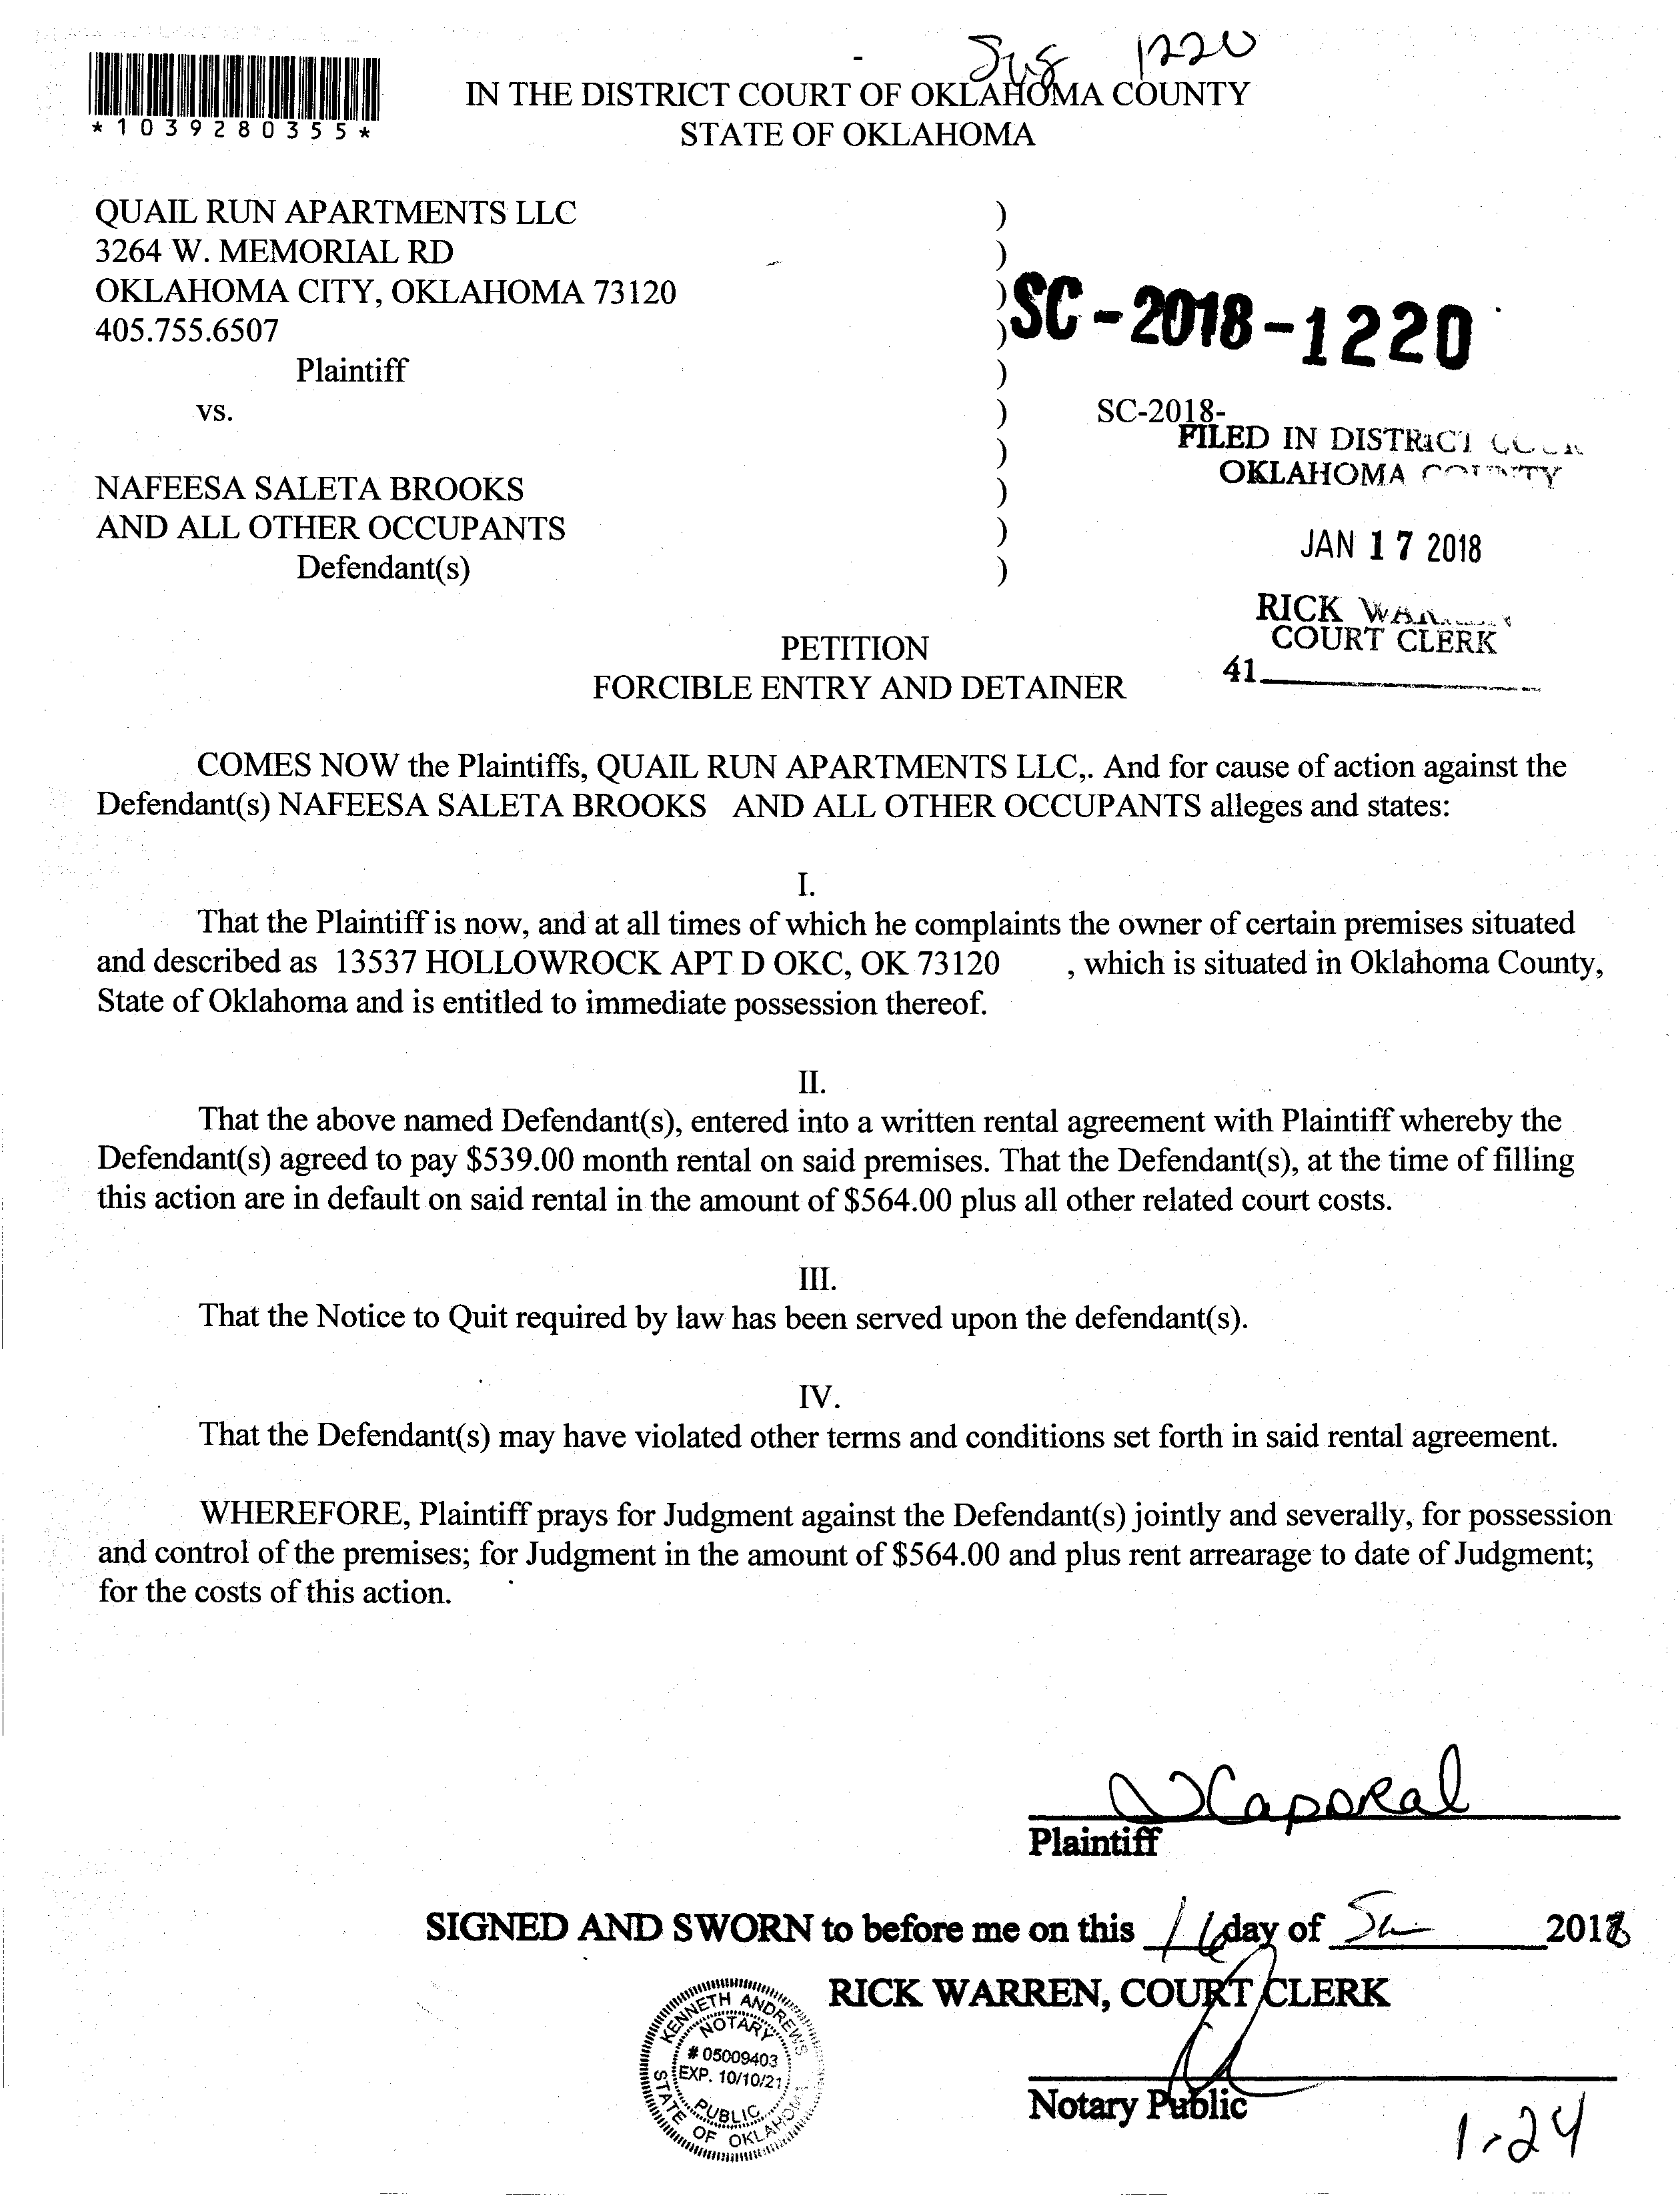 1220
*1039280355*
IN THE DISTRICT COURT OF OKLAHOMA COUNTY
STATE OF OKLAHOMA
QUAIL RUN APARTMENTS LLC )
3264 W. MEMORIAL RD )
OKLAHOMA CITY, OKLAHOMA 73120 )
405.755.6507 )
SC-2018-1220
Plaintiff )
vs. ) SC-2018-
)
FILED IN DISTRICT
OKLAHOMA COUNTY
NAFEESA SALETA BROOKS )
AND ALL OTHER OCCUPANTS )
Defendant(s) )
JAN 17 2018
RICK WARREN
COURT CLERK
41
PETITION
FORCIBLE ENTRY AND DETAINER
COMES NOW the Plaintiffs, QUAIL RUN APARTMENTS LLC,. And for cause of action against the
Defendant(s) NAFEESA SALETA BROOKS AND ALL OTHER OCCUPANTS alleges and states:
I.
That the Plaintiff is now, and at all times of which he complaints the owner of certain premises situated
and described as 13537 HOLLOWROCK APT D OKC, OK 73120 , which is situated in Oklahoma County,
State of Oklahoma and is entitled to immediate possession thereof.
II.
That the above named Defendant(s), entered into a written rental agreement with Plaintiff whereby the
Defendant(s) agreed to pay $539.00 month rental on said premises. That the Defendant(s), at the time of filling
this action are in default on said rental in the amount of $564.00 plus all other related court costs.
III.
That the Notice to Quit required by law has been served upon the defendant(s).
IV.
That the Defendant(s) may have violated other terms and conditions set forth in said rental agreement.
WHEREFORE, Plaintiff prays for Judgment against the Defendant(s) jointly and severally, for possession
and control of the premises; for Judgment in the amount of $564.00 and plus rent arrearage to date of Judgment;
for the costs of this action.
Caporal
Plaintiff
SIGNED AND SWORN to before me on this 16 day of 2018
RICK WARREN, COURT CLERK
KENNETH ANDREWS
NOTARY
# 05009403
EXP. 10/10/21
PUBLIC
STATE OF OKLAHOMA
Notary Public
1-24